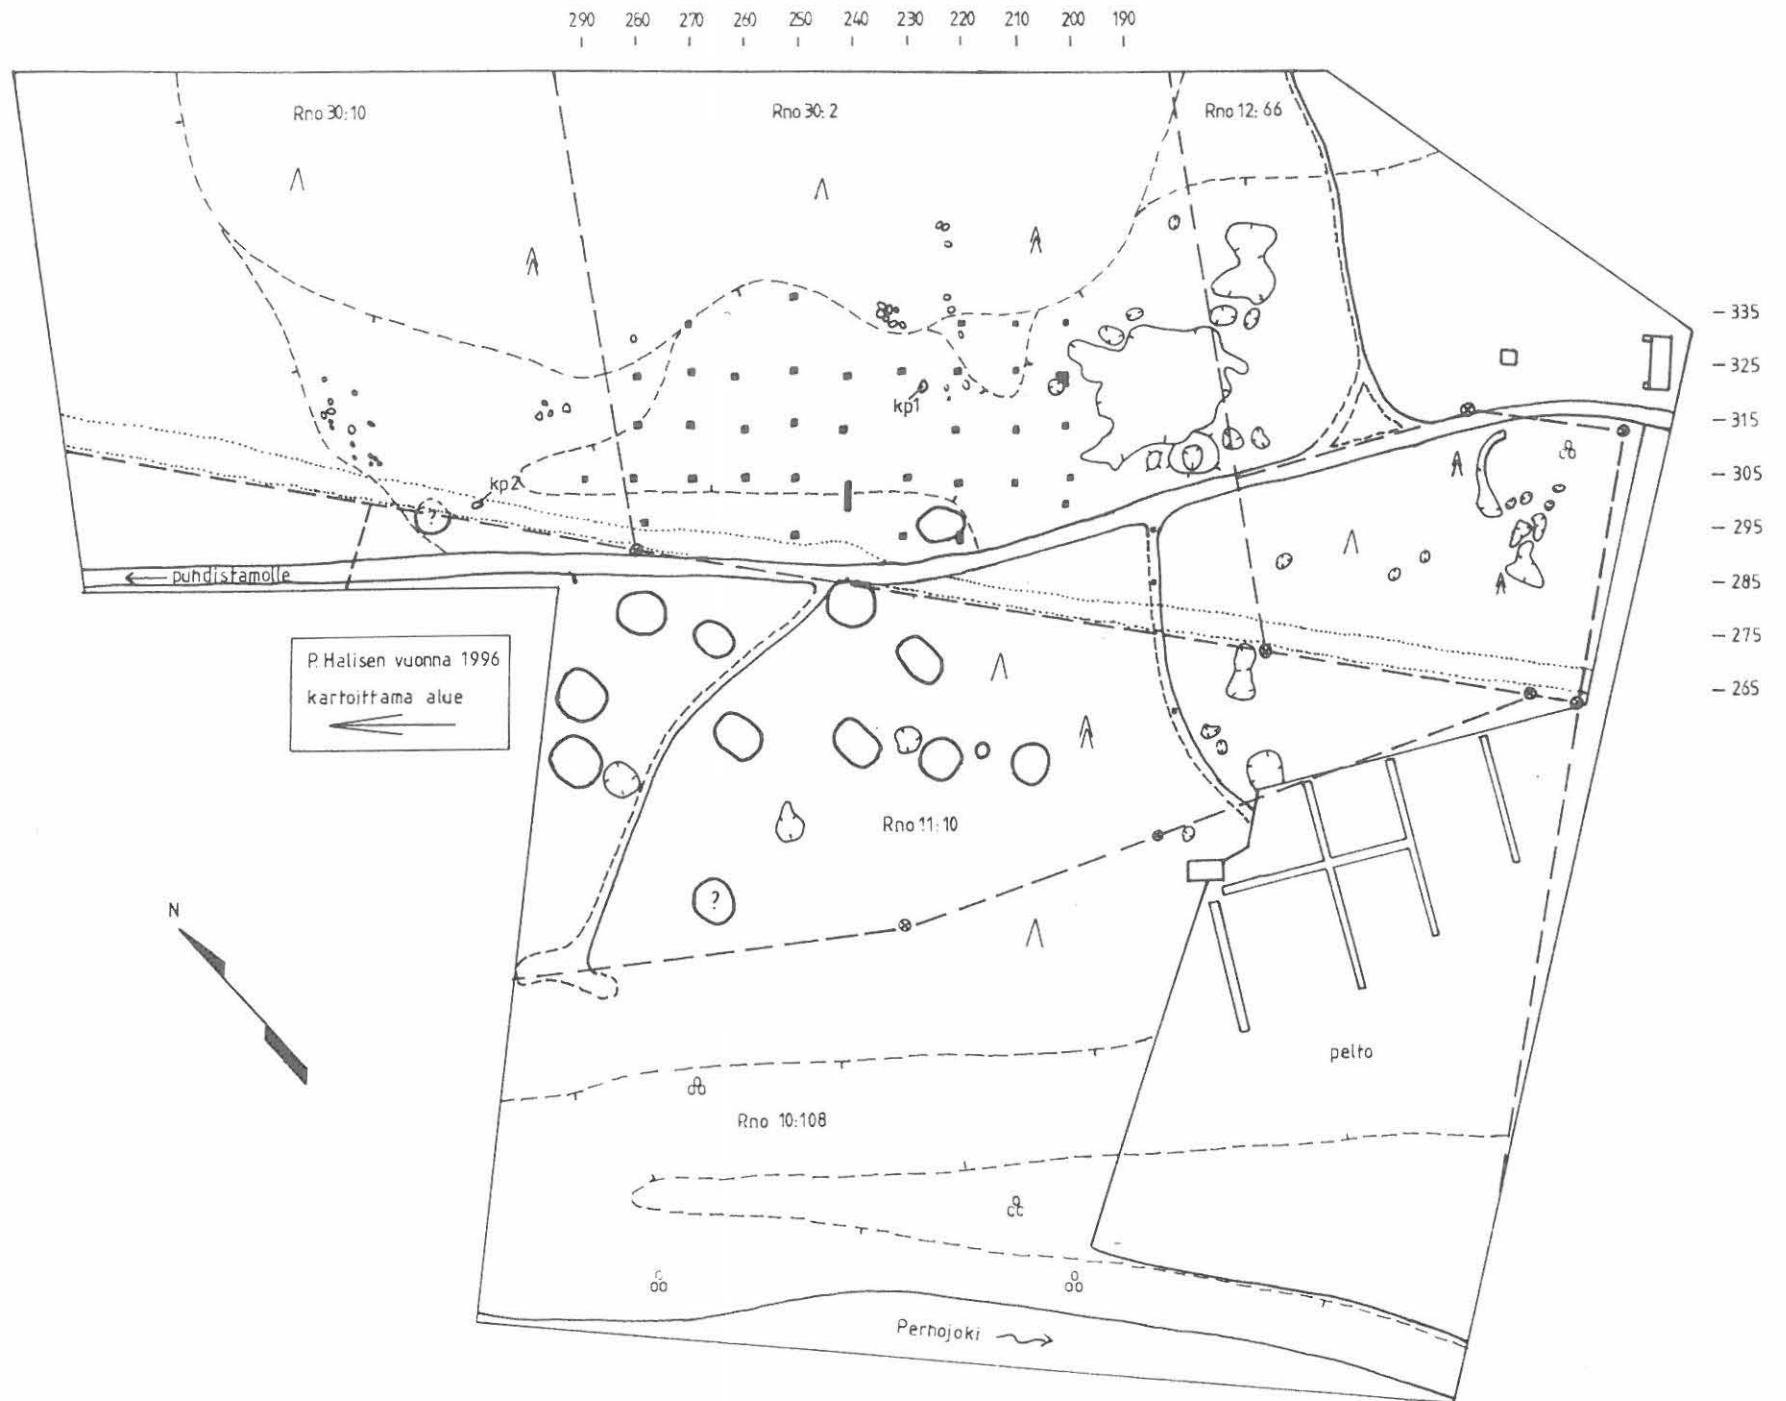 290 280 270 260 250 240 230 220 210 200 190
Rno 30:10
Rno 30:2
Rno 12:66
335
325
kp1
315
305
kp2
?
295
puhdistamolle
285
P. Halisen vuonna 1996
kartoittama alue
275
265
Rno 11:10
?
N
pelto
Rno 10:108
Perhojoki